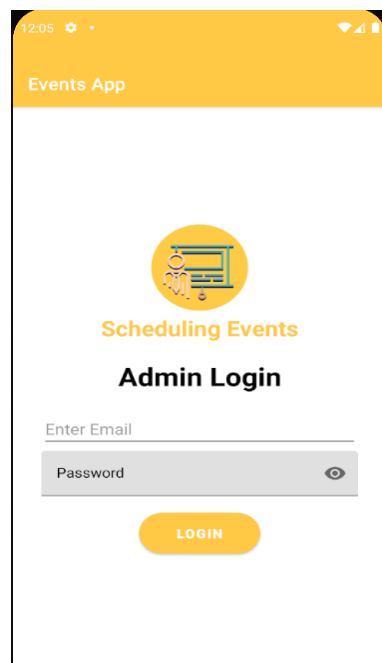 12:05
Events App
Scheduling Events
Admin Login
Enter Email
Password
LOGIN